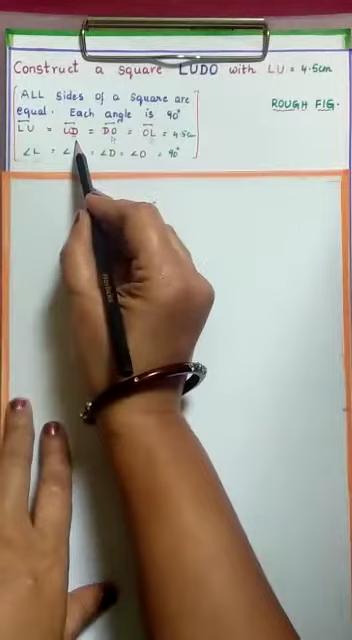 Construct a square LUDO with LU = 4.5cm
ALL sides of a square are
equal. Each angle is 90°
LU = UD = DO = OL = 4.5cm
∠L = ∠ = ∠D = ∠O = 90°
ROUGH FIG.